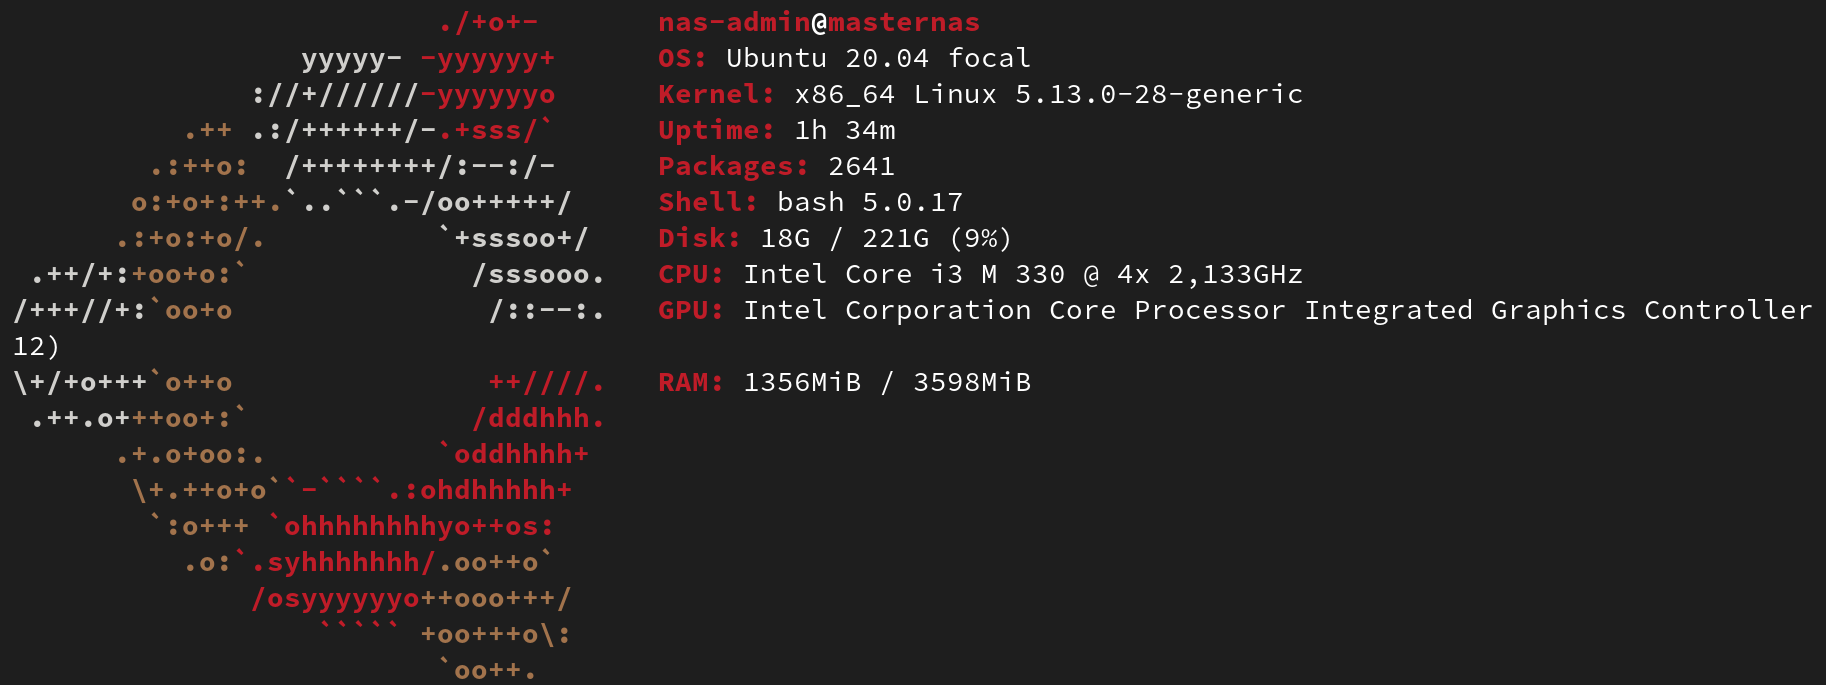 ./+o+-       nas-admin@masternas
                 yyyyy- -yyyyyy+      OS: Ubuntu 20.04 focal
              ://+//////-yyyyyyo      Kernel: x86_64 Linux 5.13.0-28-generic
          .++ .:/++++++/-.+sss/`      Uptime: 1h 34m
        .:++o:  /++++++++/:--:/-      Packages: 2641
       o:+o+:++.`..```.-/oo+++++/     Shell: bash 5.0.17
      .:+o:+o/.          `+sssoo+/    Disk: 18G / 221G (9%)
 .++/+:+oo+o:`             /sssooo.   CPU: Intel Core i3 M 330 @ 4x 2,133GHz
/+++//+:`oo+o               /::--:.   GPU: Intel Corporation Core Processor Integrated Graphics Controller
12)
\+/+o+++`o++o               ++////.   RAM: 1356MiB / 3598MiB
 .++.o+++oo+:`             /dddhhh.
      .+.o+oo:.          `oddhhhh+
       \+.++o+o``-````.:ohdhhhhh+
        `:o+++ `ohhhhhhhhyo++os:
          .o:`.syhhhhhhh/.oo++o`
              /osyyyyyyo++ooo+++/
                  ````` +oo+++o\:
                         `oo++.